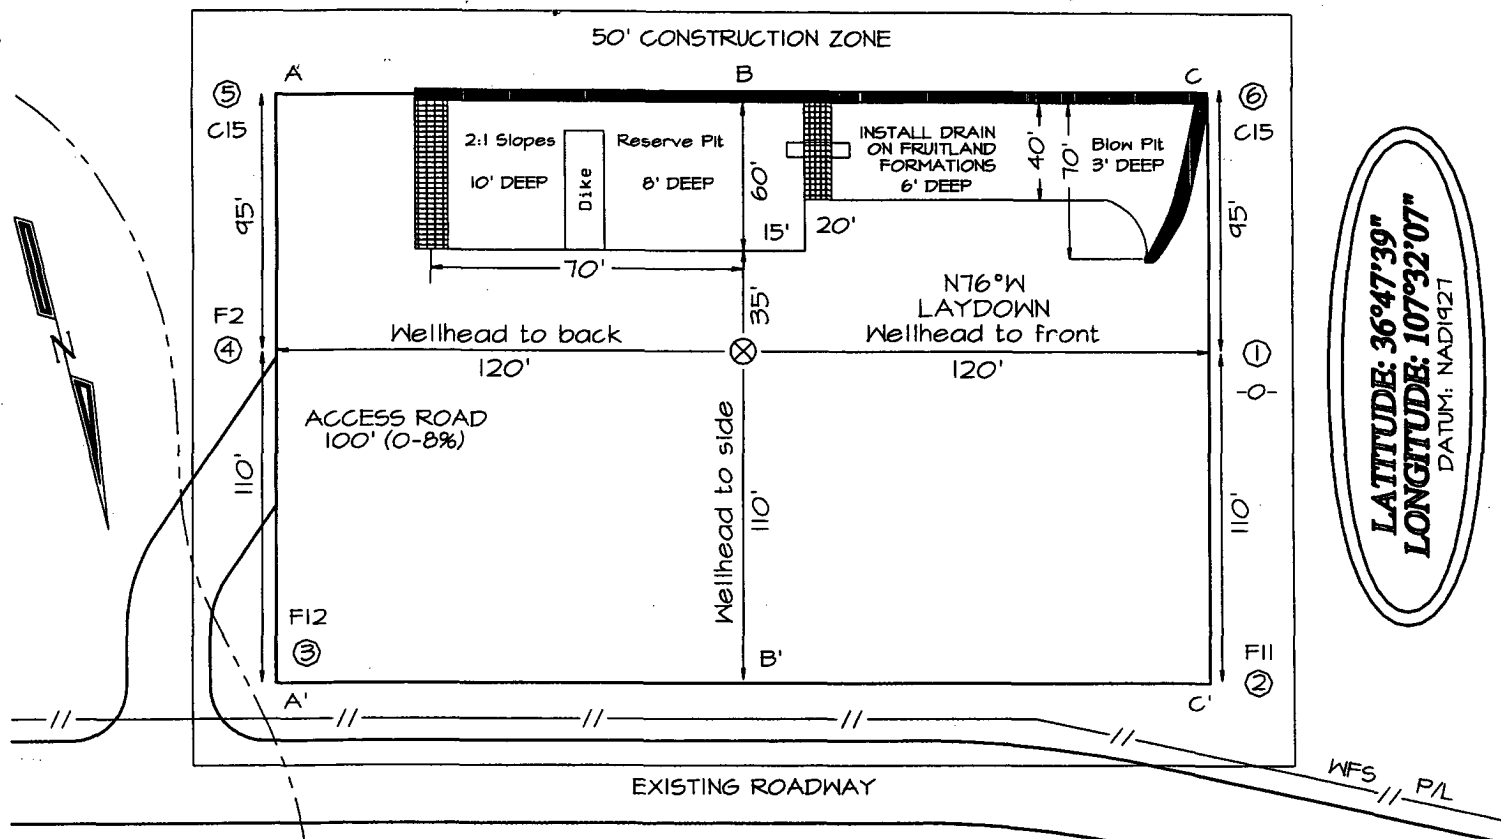 50' CONSTRUCTION ZONE
A
B
C
5
6
C15
C15
2:1 Slopes
10' DEEP
Dike
Reserve Pit
8' DEEP
60'
15'
20'
INSTALL DRAIN
ON FRUITLAND
FORMATIONS
6' DEEP
40'
70'
Blow Pit
3' DEEP
95'
95'
70'
35'
N76°W
LAYDOWN
F2
4
Wellhead to back
120'
Wellhead to front
120'
1
-0-
N
ACCESS ROAD
100' (0-8%)
110'
Wellhead to side
110'
110'
F12
3
B'
F11
2
A'
C'
EXISTING ROADWAY
WFS P/L
LATITUDE: 36°47'39"
LONGITUDE: 107°32'07"
DATUM: NAD1927